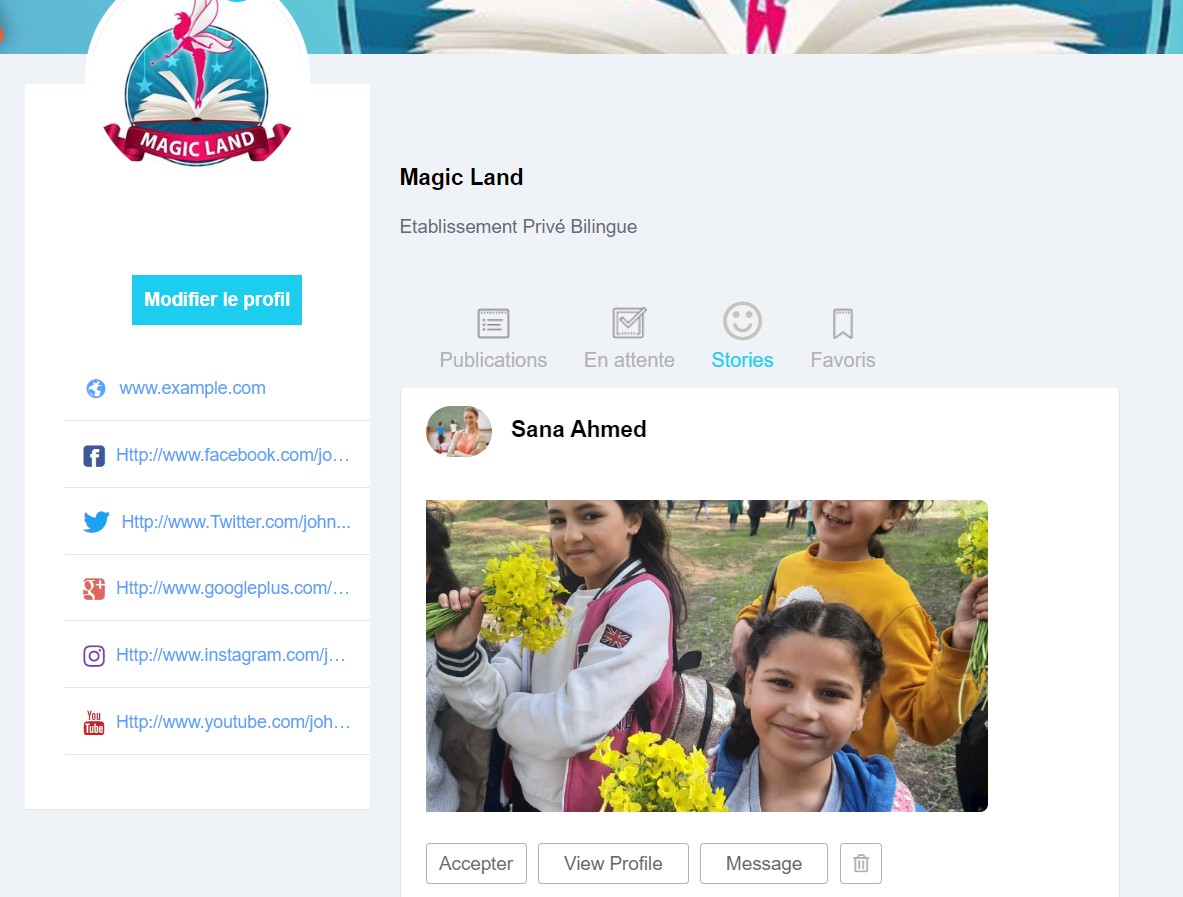 MAGIC LAND
Modifier le profil
www.example.com
Http://www.facebook.com/jo…
Http://www.Twitter.com/john...
Http://www.googleplus.com/…
Http://www.instagram.com/j…
You
Tube
Http://www.youtube.com/joh…
Magic Land
Etablissement Privé Bilingue
Publications
En attente
Stories
Favoris
Sana Ahmed
Accepter
View Profile
Message